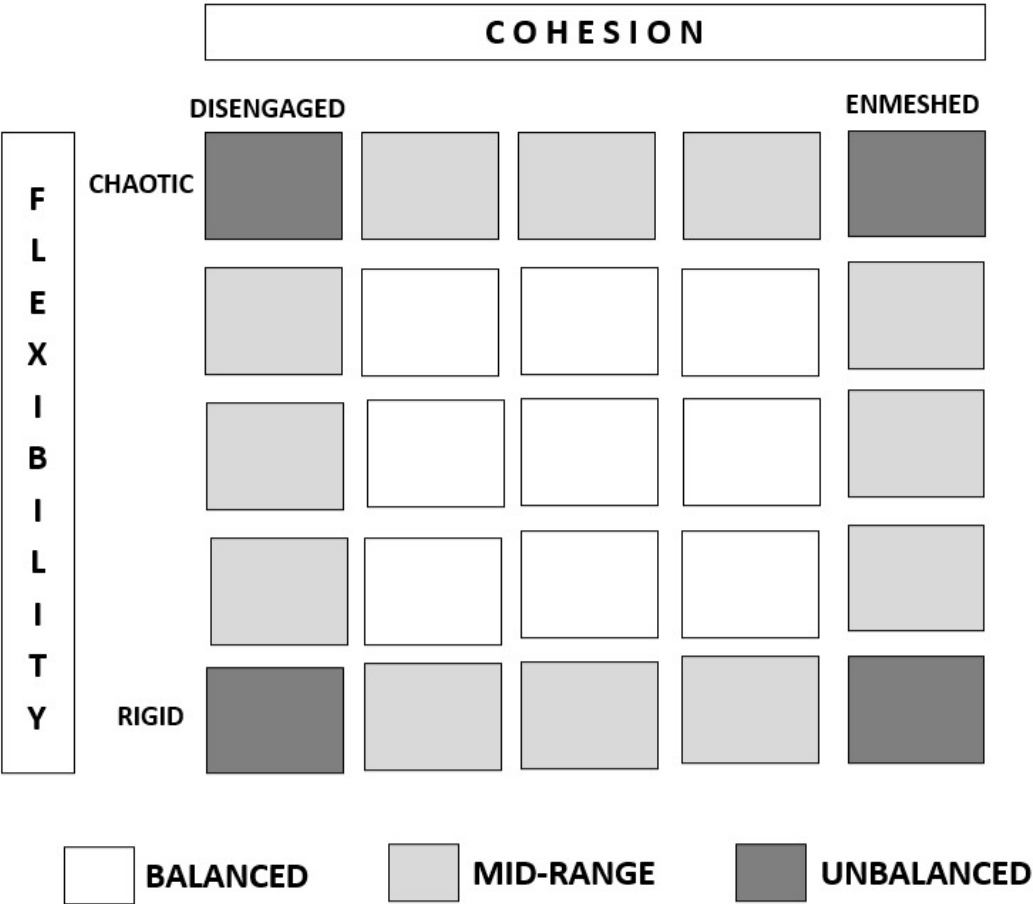 COHESION
DISENGAGED
ENMESHED
FLEXIBILITY
CHAOTIC
RIGID
BALANCED
MID-RANGE
UNBALANCED